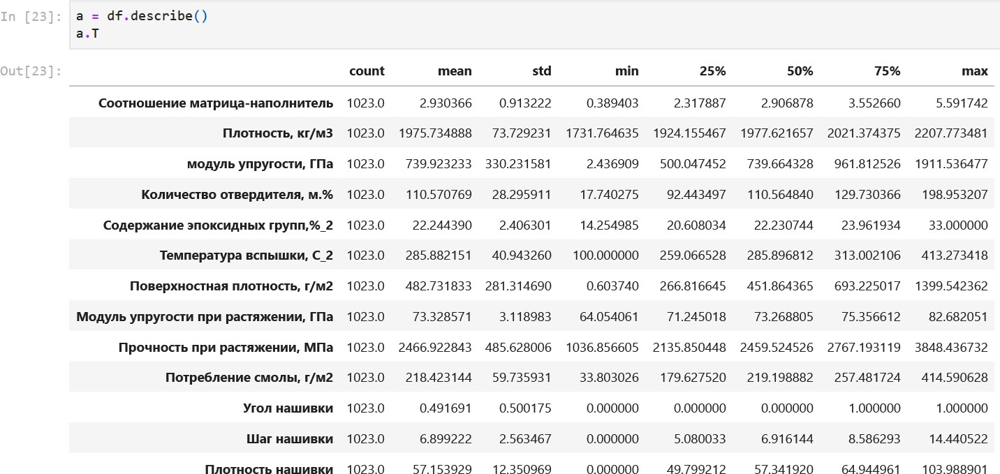 In [23]: a = df.describe()
a.T
Out[23]: count mean std min 25% 50% 75% max
Соотношение матрица-наполнитель 1023.0 2.930366 0.913222 0.389403 2.317887 2.906878 3.552660 5.591742
Плотность, кг/м3 1023.0 1975.734888 73.729231 1731.764635 1924.155467 1977.621657 2021.374375 2207.773481
модуль упругости, ГПа 1023.0 739.923233 330.231581 2.436909 500.047452 739.664328 961.812526 1911.536477
Количество отвердителя, м.% 1023.0 110.570769 28.295911 17.740275 92.443497 110.564840 129.730366 198.953207
Содержание эпоксидных групп,%_2 1023.0 22.244390 2.406301 14.254985 20.608034 22.230744 23.961934 33.000000
Температура вспышки, С_2 1023.0 285.882151 40.943260 100.000000 259.066528 285.896812 313.002106 413.273418
Поверхностная плотность, г/м2 1023.0 482.731833 281.314690 0.603740 266.816645 451.864365 693.225017 1399.542362
Модуль упругости при растяжении, ГПа 1023.0 73.328571 3.118983 64.054061 71.245018 73.268805 75.356612 82.682051
Прочность при растяжении, МПа 1023.0 2466.922843 485.628006 1036.856605 2135.850448 2459.524526 2767.193119 3848.436732
Потребление смолы, г/м2 1023.0 218.423144 59.735931 33.803026 179.627520 219.198882 257.481724 414.590628
Угол нашивки 1023.0 0.491691 0.500175 0.000000 0.000000 0.000000 1.000000 1.000000
Шаг нашивки 1023.0 6.899222 2.563467 0.000000 5.080033 6.916144 8.586293 14.440522
Плотность нашивки 1023.0 57.153929 12.350969 0.000000 49.799212 57.341920 64.944961 103.988901